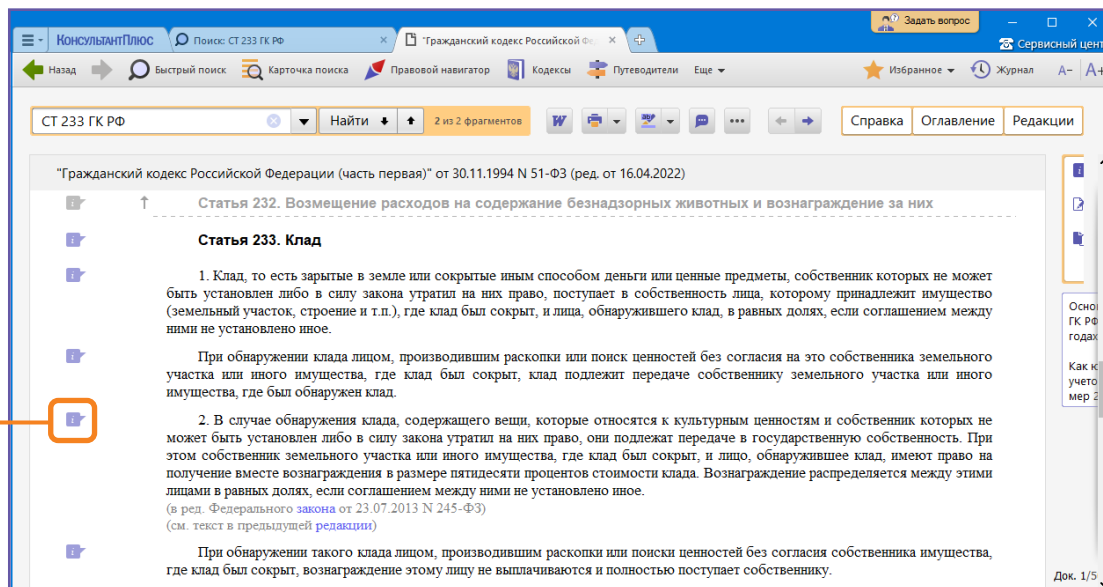 Задать вопрос
КонсультантПлюс
Поиск: СТ 233 ГК РФ
"Гражданский кодекс Российской Фе
Сервисный цент
Назад
Быстрый поиск
Карточка поиска
Правовой навигатор
Кодексы
Путеводители
Еще
Избранное
Журнал
A−
A+
СТ 233 ГК РФ
Найти
2 из 2 фрагментов
W
...
Справка
Оглавление
Редакции
"Гражданский кодекс Российской Федерации (часть первая)" от 30.11.1994 N 51-ФЗ (ред. от 16.04.2022)
Статья 232. Возмещение расходов на содержание безнадзорных животных и вознаграждение за них
Статья 233. Клад
1. Клад, то есть зарытые в земле или сокрытые иным способом деньги или ценные предметы, собственник которых не может
быть установлен либо в силу закона утратил на них право, поступает в собственность лица, которому принадлежит имущество
(земельный участок, строение и т.п.), где клад был сокрыт, и лица, обнаружившего клад, в равных долях, если соглашением между
ними не установлено иное.
При обнаружении клада лицом, производившим раскопки или поиск ценностей без согласия на это собственника земельного
участка или иного имущества, где клад был сокрыт, клад подлежит передаче собственнику земельного участка или иного
имущества, где был обнаружен клад.
2. В случае обнаружения клада, содержащего вещи, которые относятся к культурным ценностям и собственник которых не
может быть установлен либо в силу закона утратил на них право, они подлежат передаче в государственную собственность. При
этом собственник земельного участка или иного имущества, где клад был сокрыт, и лицо, обнаружившее клад, имеют право на
получение вместе вознаграждения в размере пятидесяти процентов стоимости клада. Вознаграждение распределяется между этими
лицами в равных долях, если соглашением между ними не установлено иное.
(в ред. Федерального закона от 23.07.2013 N 245-ФЗ)
(см. текст в предыдущей редакции)
При обнаружении такого клада лицом, производившим раскопки или поиски ценностей без согласия собственника имущества,
где клад был сокрыт, вознаграждение этому лицу не выплачивается и полностью поступает собственнику.
Осно
ГК РФ
годах
Как
учето
мер 2
Док. 1/5